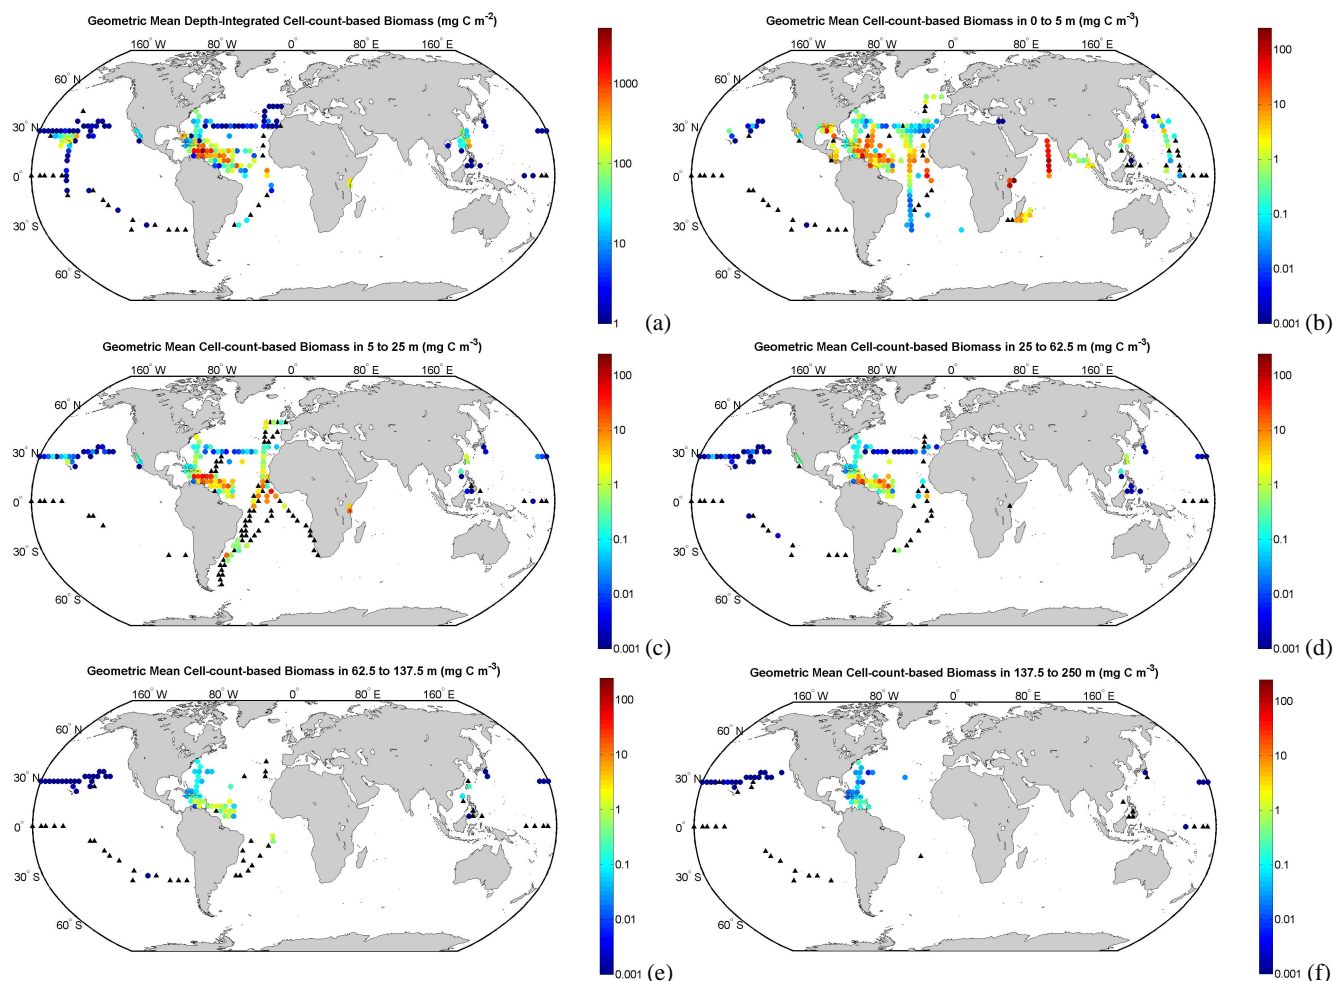 Geometric Mean Depth-Integrated Cell-count-based Biomass (mg C m-2)
160° W 80° W 0° 80° E 160° E
60° N
30° N
0°
30° S
60° S
1000
100
10
1
(a)
Geometric Mean Cell-count-based Biomass in 0 to 5 m (mg C m-3)
160° W 80° W 0° 80° E 160° E
60° N
30° N
0°
30° S
60° S
100
10
1
0.1
0.01
0.001
(b)
Geometric Mean Cell-count-based Biomass in 5 to 25 m (mg C m-3)
160° W 80° W 0° 80° E 160° E
60° N
30° N
0°
30° S
60° S
100
10
1
0.1
0.01
0.001
(c)
Geometric Mean Cell-count-based Biomass in 25 to 62.5 m (mg C m-3)
160° W 80° W 0° 80° E 160° E
60° N
30° N
0°
30° S
60° S
100
10
1
0.1
0.01
0.001
(d)
Geometric Mean Cell-count-based Biomass in 62.5 to 137.5 m (mg C m-3)
160° W 80° W 0° 80° E 160° E
60° N
30° N
0°
30° S
60° S
100
10
1
0.1
0.01
0.001
(e)
Geometric Mean Cell-count-based Biomass in 137.5 to 250 m (mg C m-3)
160° W 80° W 0° 80° E 160° E
60° N
30° N
0°
30° S
60° S
100
10
1
0.1
0.01
0.001
(f)